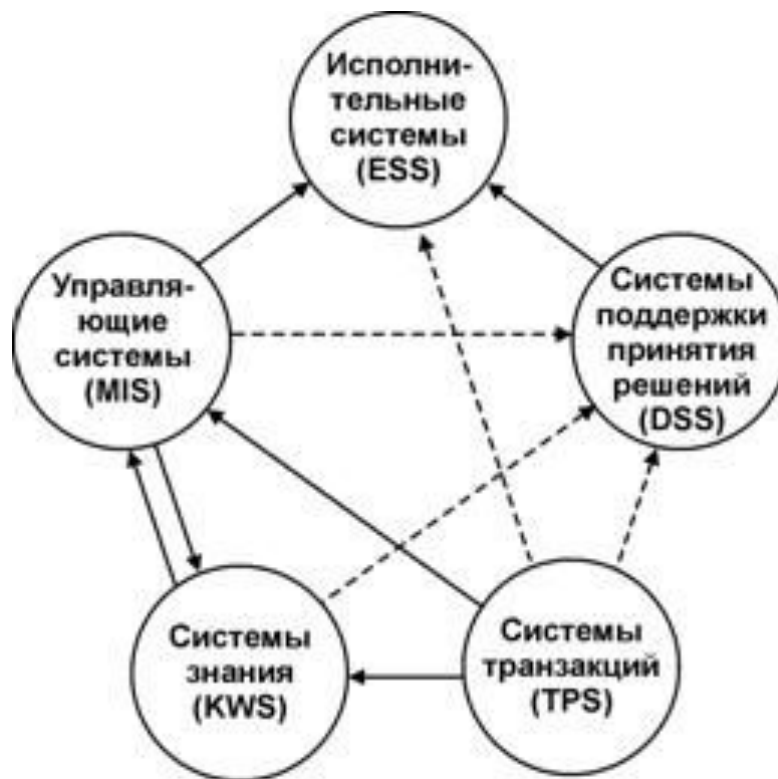 Исполни-
тельные
системы
(ESS)
Управля-
ющие
системы
(MIS)
Системы
поддержки
принятия
решений
(DSS)
Системы
знания
(KWS)
Системы
транзакций
(TPS)